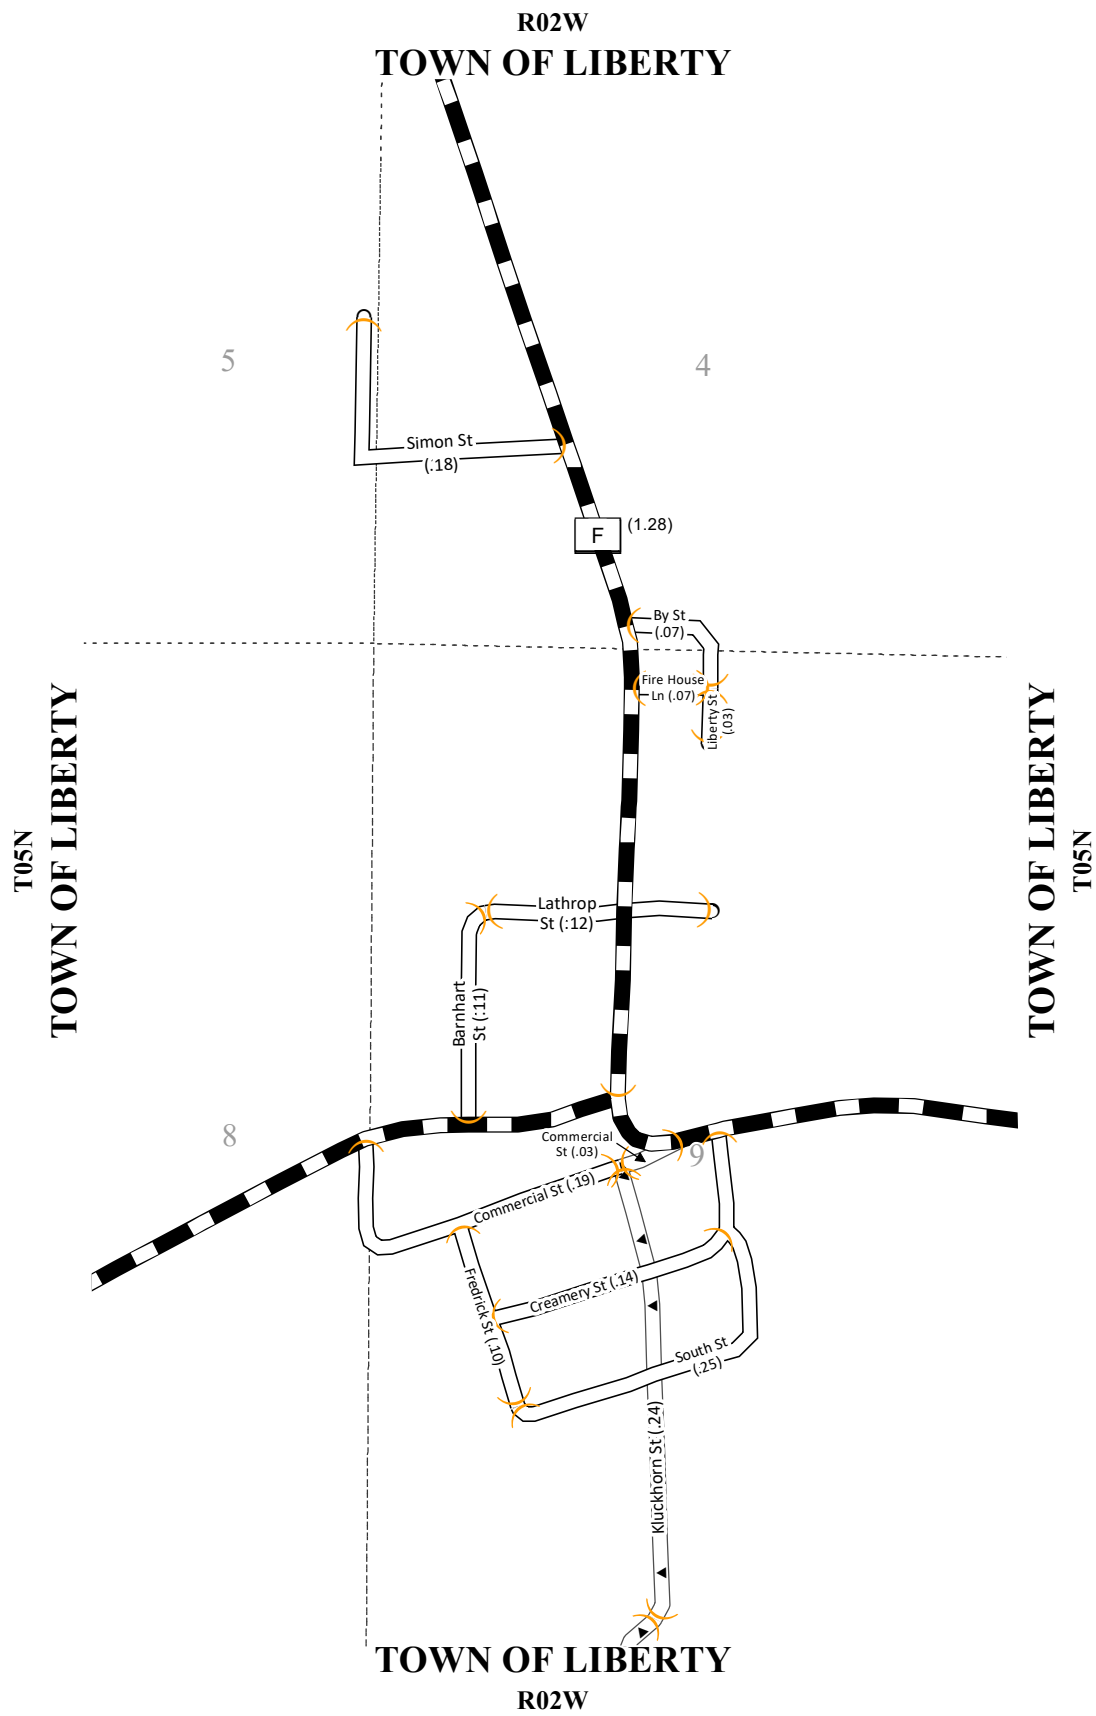 R02W
TOWN OF LIBERTY
5
4
Simon St
(.18)
F
(1.28)
By St
(.07)
Fire House
Ln (.07)
Liberty St
(.03)
TOWN OF LIBERTY
T05N
TOWN OF LIBERTY
T05N
Lathrop
St (.12)
Barnhart
St (.11)
8
9
Commercial
St (.03)
Commercial St (.19)
Fredrick St (.10)
Creamery St (.14)
South St
(.25)
Kluckhorn St (.24)
TOWN OF LIBERTY
R02W